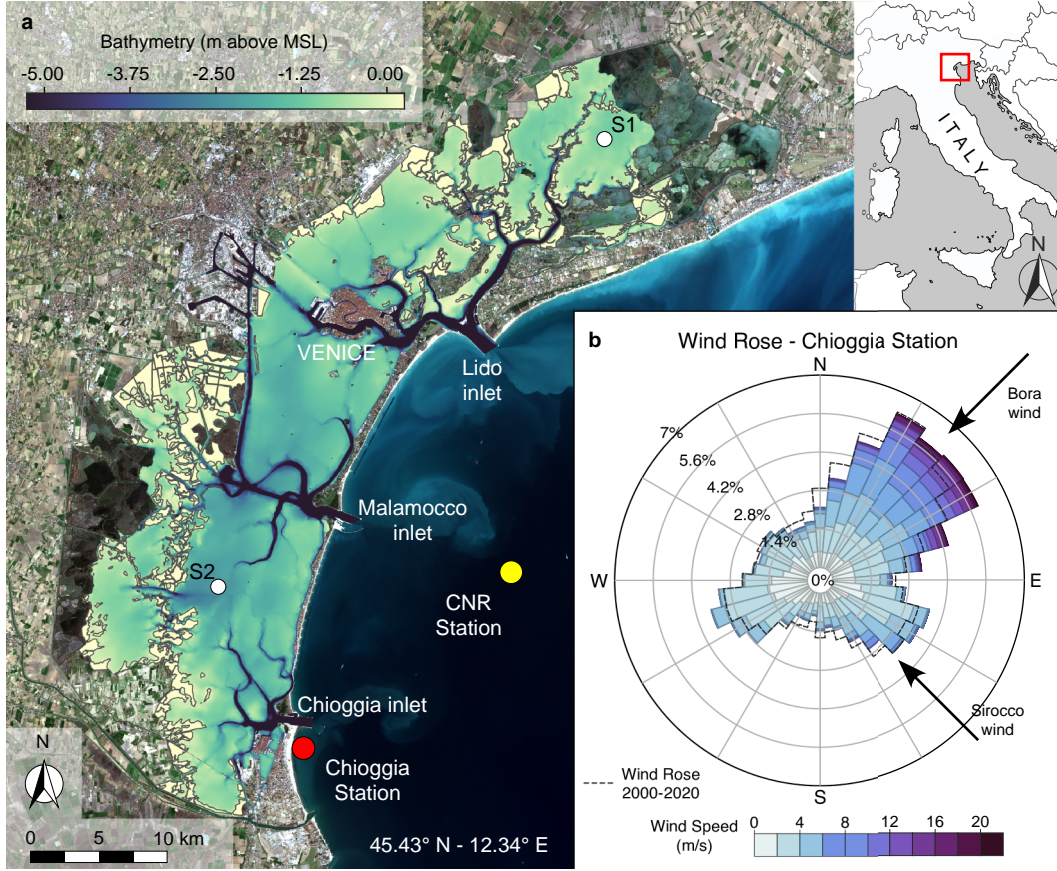 a
Bathymetry (m above MSL)
-5.00 -3.75 -2.50 -1.25 0.00
S1
ITALY
N
VENICE
Lido
inlet
Malamocco
inlet
S2
CNR
Station
Chioggia inlet
Chioggia
Station
N
0 5 10 km
45.43° N - 12.34° E
b
Wind Rose - Chioggia Station
N
Bora
wind
7%
5.6%
4.2%
2.8%
1.4%
W
0%
E
Sirocco
wind
S
Wind Rose
2000-2020
Wind Speed
(m/s)
0 4 8 12 16 20